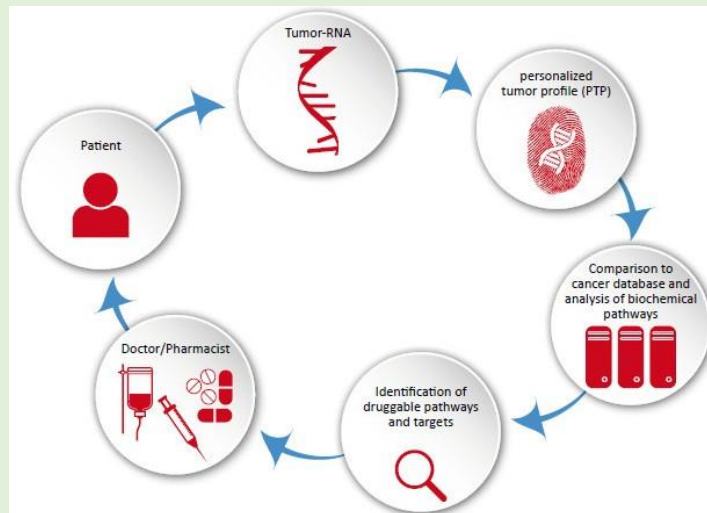 Tumor-RNA
personalized
tumor profile (PTP)
Patient
Comparison to
cancer database and
analysis of biochemical
pathways
Doctor/Pharmacist
Identification of
druggable pathways
and targets